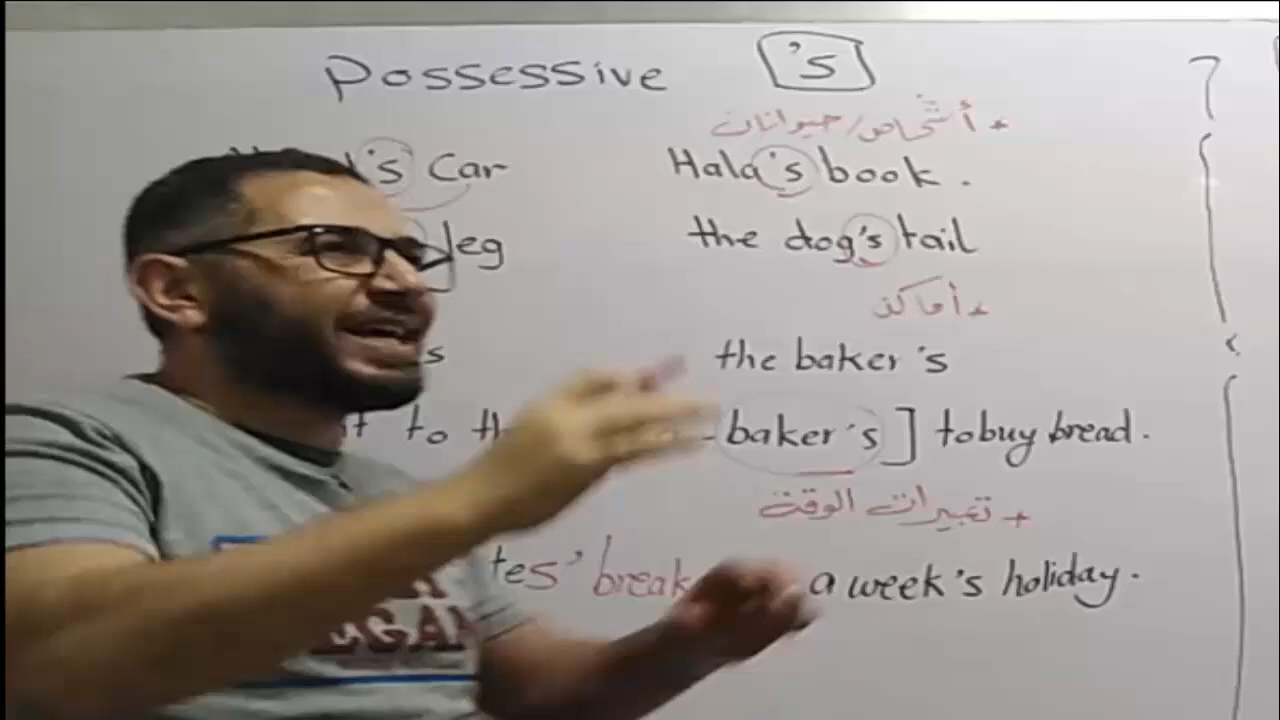 Possessive 's
* أشخاص/حيوانات
's Car Hala's book.
the dog's tail
leg
* أماكن
the baker's
to baker's] to buy bread.
+ تعبيرات الوقت
tes' break a week's holiday.